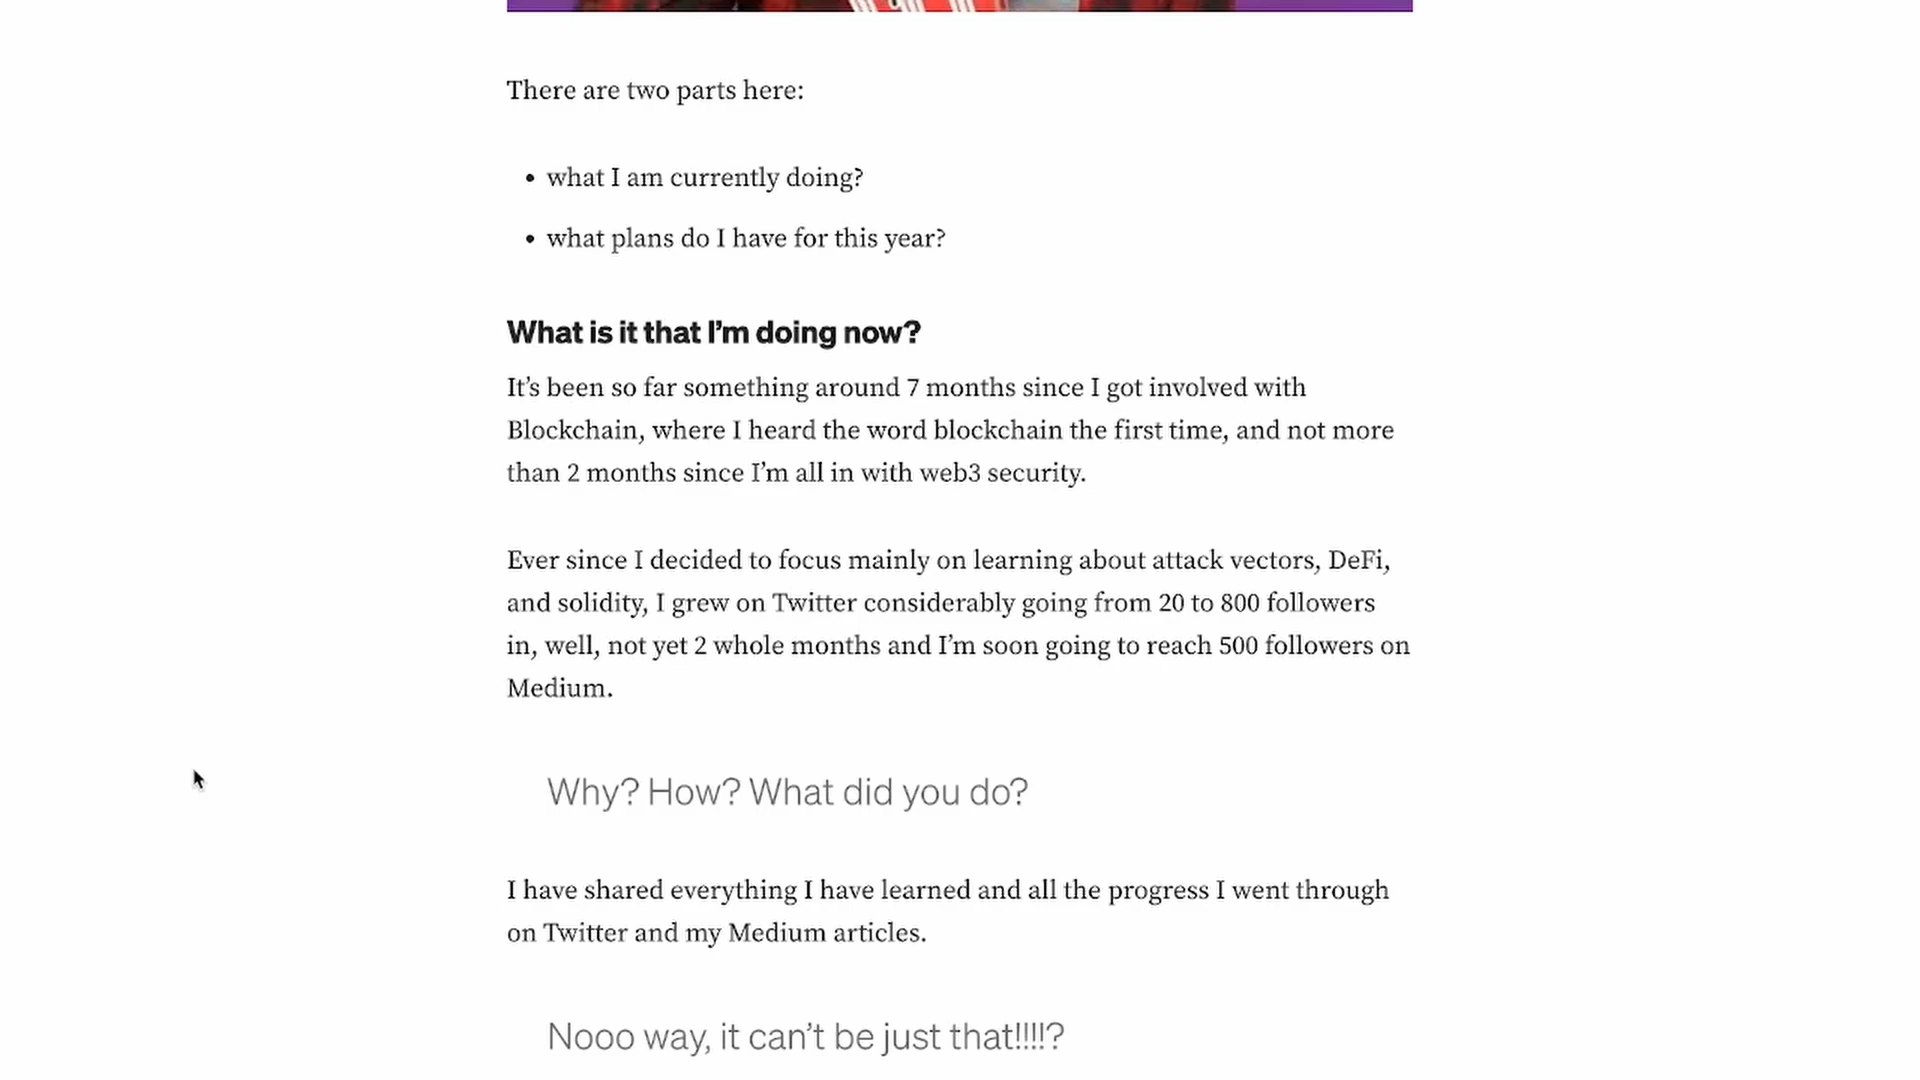 There are two parts here:
• what I am currently doing?
• what plans do I have for this year?
What is it that I’m doing now?
It’s been so far something around 7 months since I got involved with
Blockchain, where I heard the word blockchain the first time, and not more
than 2 months since I’m all in with web3 security.
Ever since I decided to focus mainly on learning about attack vectors, DeFi,
and solidity, I grew on Twitter considerably going from 20 to 800 followers
in, well, not yet 2 whole months and I’m soon going to reach 500 followers on
Medium.
Why? How? What did you do?
I have shared everything I have learned and all the progress I went through
on Twitter and my Medium articles.
Nooo way, it can’t be just that!!!!?